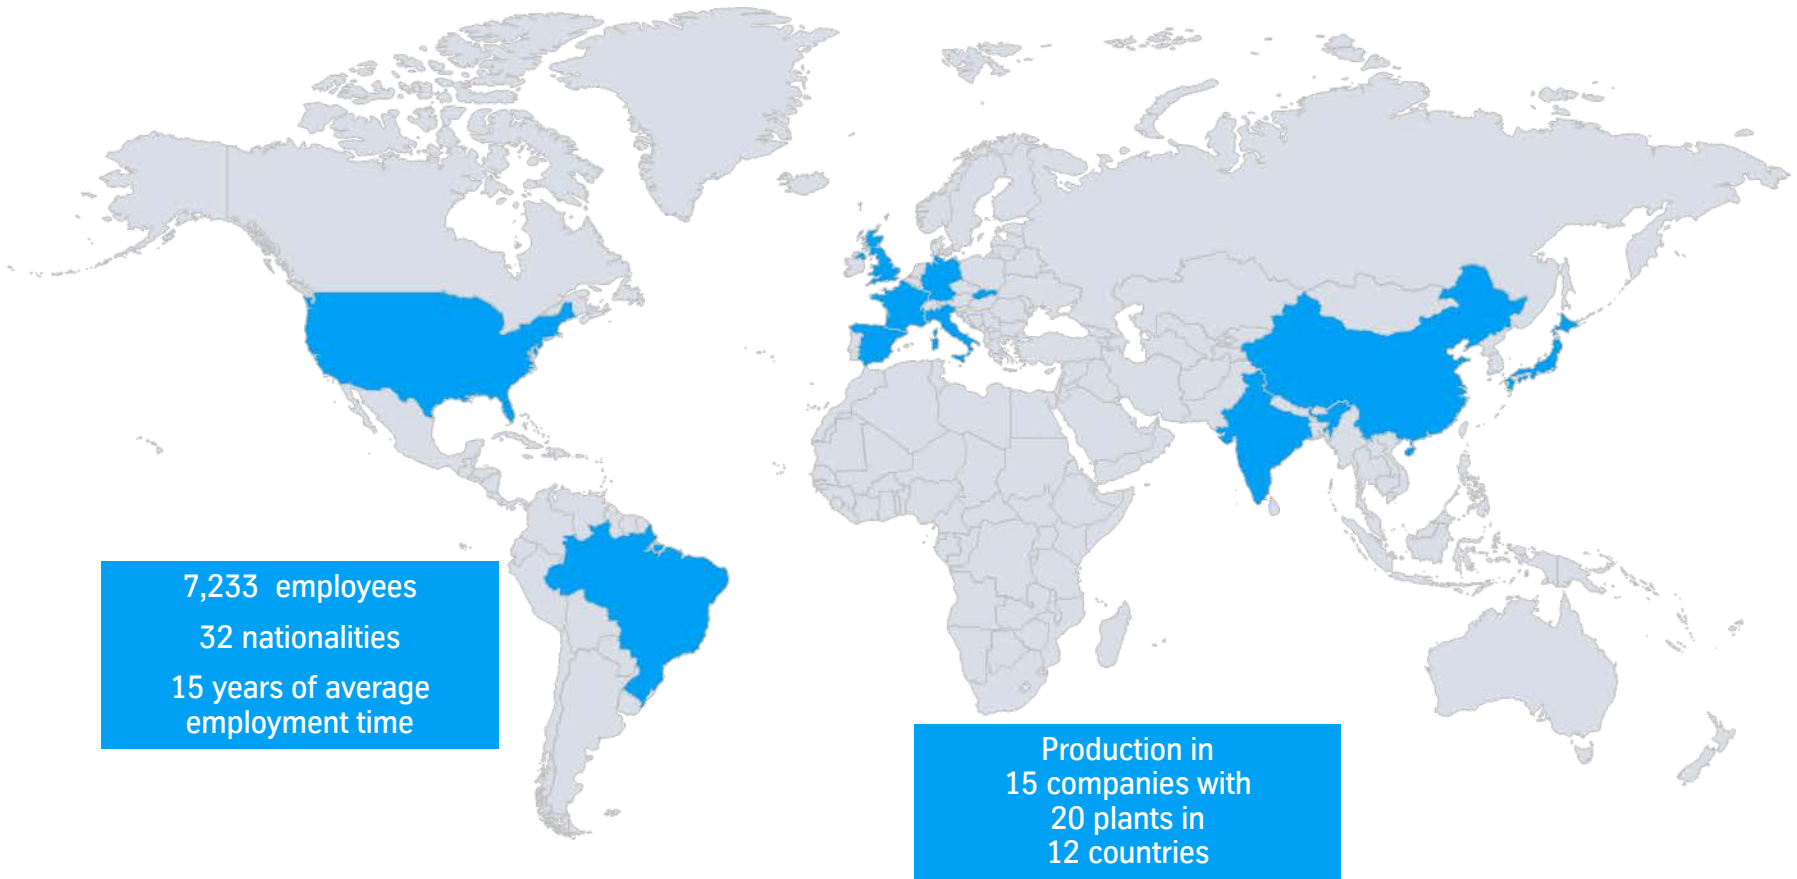 7,233 employees
32 nationalities
15 years of average
employment time
Production in
15 companies with
20 plants in
12 countries